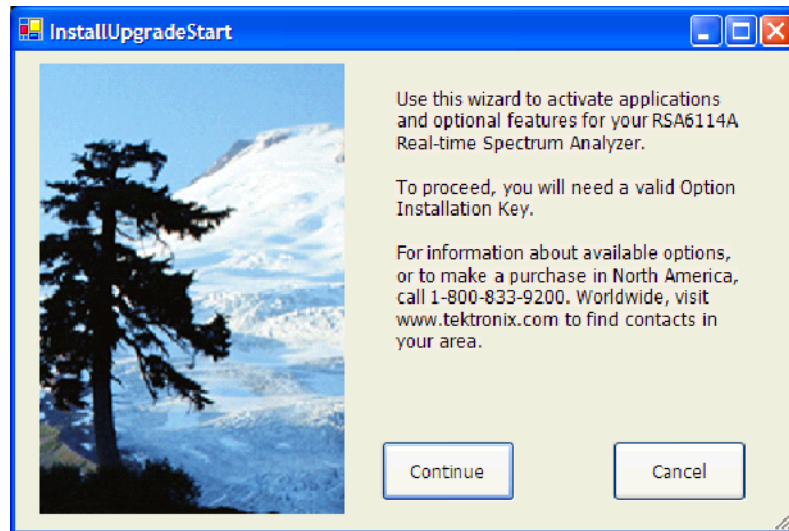 InstallUpgradeStart
Use this wizard to activate applications
and optional features for your RSA6114A
Real-time Spectrum Analyzer.
To proceed, you will need a valid Option
Installation Key.
For information about available options,
or to make a purchase in North America,
call 1-800-833-9200. Worldwide, visit
www.tektronix.com to find contacts in
your area.
Continue
Cancel